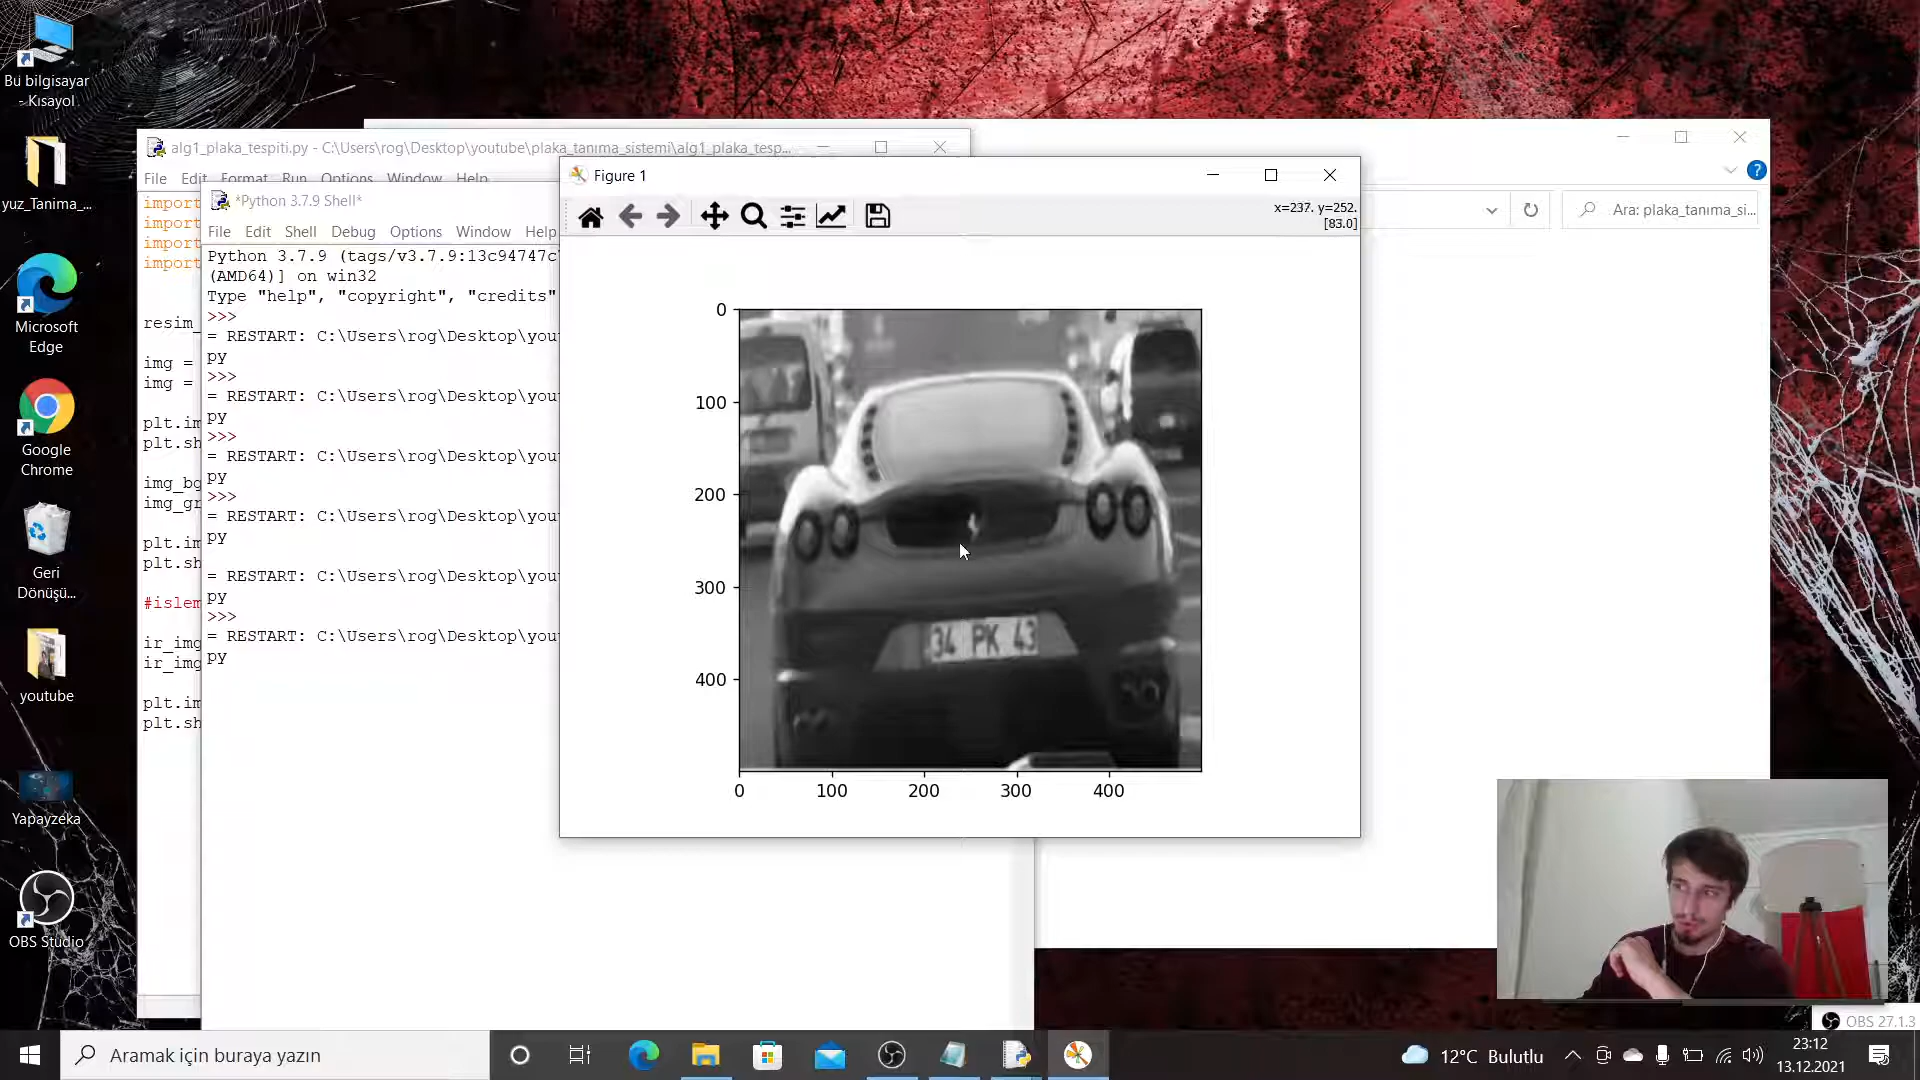 Bu bilgisayar
- Kısayol
yuz_Tanima_...
Microsoft
Edge
Google
Chrome
Geri
Dönüşü...
youtube
Yapayzeka
OBS Studio
alg1_plaka_tespiti.py - C:\Users\rog\Desktop\youtube\plaka_tanıma_sistemi\alg1_plaka_tesp...
File Edit Format Run Options Window Help
import
import
import
import
resim_
img =
img =
plt.im
plt.sh
img_bg
img_gr
plt.im
plt.sh
#islem
ir_img
ir_img
plt.im
plt.sh
*Python 3.7.9 Shell*
File Edit Shell Debug Options Window Help
Python 3.7.9 (tags/v3.7.9:13c94747c
(AMD64)] on win32
Type "help", "copyright", "credits"
>>>
= RESTART: C:\Users\rog\Desktop\you
py
>>>
= RESTART: C:\Users\rog\Desktop\you
py
>>>
= RESTART: C:\Users\rog\Desktop\you
py
>>>
= RESTART: C:\Users\rog\Desktop\you
py
= RESTART: C:\Users\rog\Desktop\you
py
>>>
= RESTART: C:\Users\rog\Desktop\you
py
Figure 1
x=237. y=252.
[83.0]
0
100
200
300
400
0 100 200 300 400
34 PK 43
Ara: plaka_tanıma_si...
OBS 27.1.3
Aramak için buraya yazın
12°C Bulutlu
23:12
13.12.2021